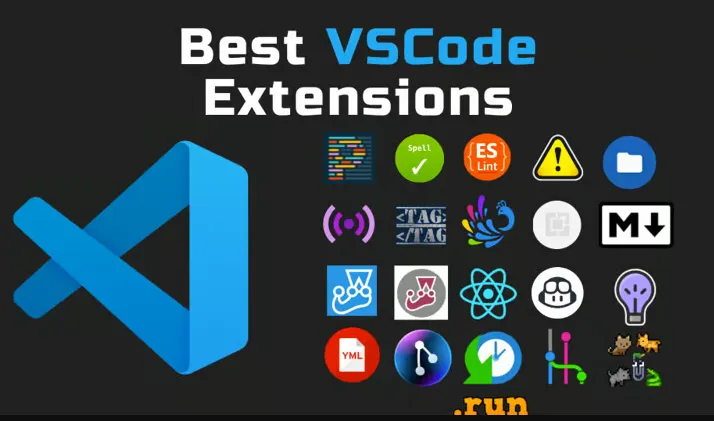 Best VSCode
Extensions
Spell
ES
Lint
<TAG>
</TAG
M
YML
.run